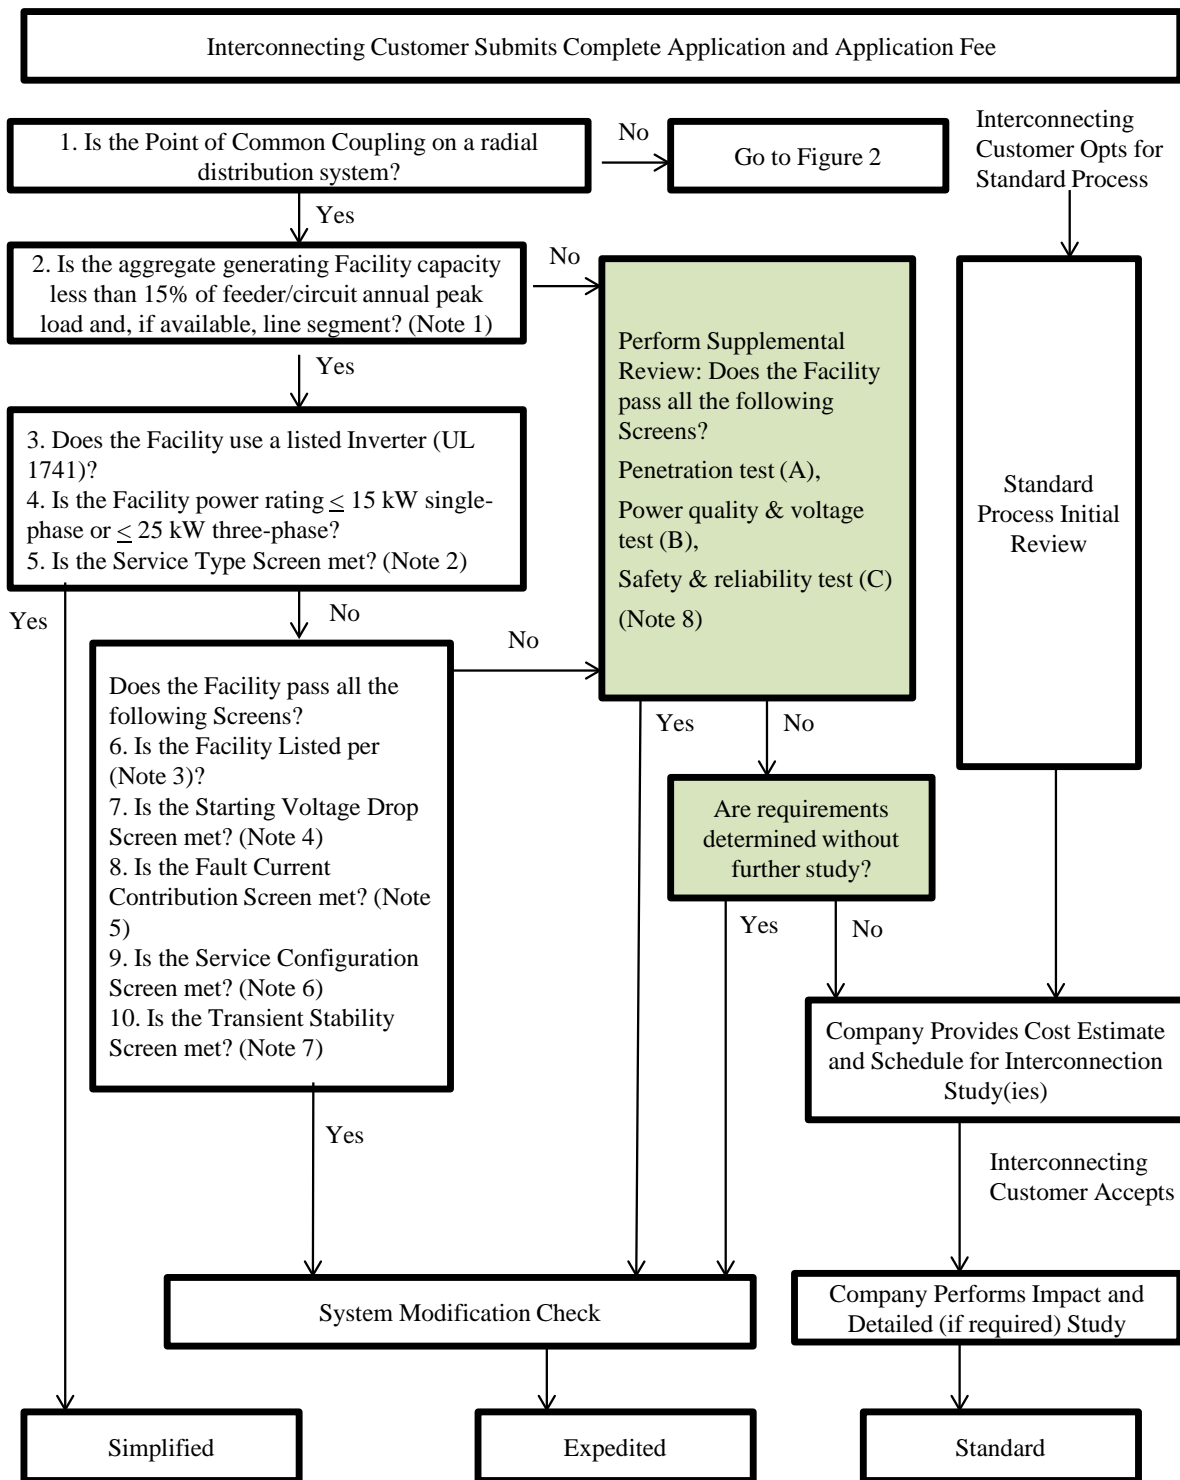 Interconnecting Customer Submits Complete Application and Application Fee
1. Is the Point of Common Coupling on a radial
distribution system?
No
Go to Figure 2
Interconnecting
Customer Opts for
Standard Process
Yes
2. Is the aggregate generating Facility capacity
less than 15% of feeder/circuit annual peak
load and, if available, line segment? (Note 1)
No
Yes
Perform Supplemental
Review: Does the Facility
pass all the following
Screens?
Penetration test (A),
Power quality & voltage
test (B),
Safety & reliability test (C)
(Note 8)
Standard
Process Initial
Review
3. Does the Facility use a listed Inverter (UL
1741)?
4. Is the Facility power rating ≤ 15 kW single-
phase or ≤ 25 kW three-phase?
5. Is the Service Type Screen met? (Note 2)
Yes
No
No
Does the Facility pass all the
following Screens?
6. Is the Facility Listed per
(Note 3)?
7. Is the Starting Voltage Drop
Screen met? (Note 4)
8. Is the Fault Current
Contribution Screen met? (Note
5)
9. Is the Service Configuration
Screen met? (Note 6)
10. Is the Transient Stability
Screen met? (Note 7)
Yes
No
Are requirements
determined without
further study?
Yes
No
Company Provides Cost Estimate
and Schedule for Interconnection
Study(ies)
Yes
Interconnecting
Customer Accepts
System Modification Check
Company Performs Impact and
Detailed (if required) Study
Simplified
Expedited
Standard